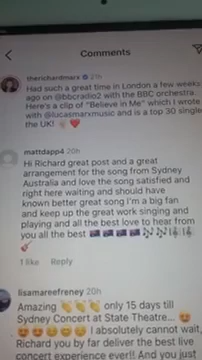 Comments
therichardmarx 21h
Had such a great time in London a few weeks
ago on @bbcradio2 with the BBC orchestra.
Here's a clip of "Believe in Me" which I wrote
with @lucasmarxmusic and is a top 30 single in
the UK! 👏🏻❤️
mattdapp4 20h
Hi Richard great post and a great
arrangement for the song from Sydney
Australia and love the song satisfied and
right here waiting and should have
known better great song I'm a big fan
and keep up the great work singing and
playing and all the best love to hear from
you all the best 🇦🇺🇦🇺🇦🇺🇦🇺🎶🎶🎼🎼
🎸
1 like Reply
lisamareefreney 20h
Amazing 👏👏👏 only 15 days till
Sydney Concert at State Theatre...
I absolutely cannot wait,
Richard you by far deliver the best live
concert experience ever!! And you just